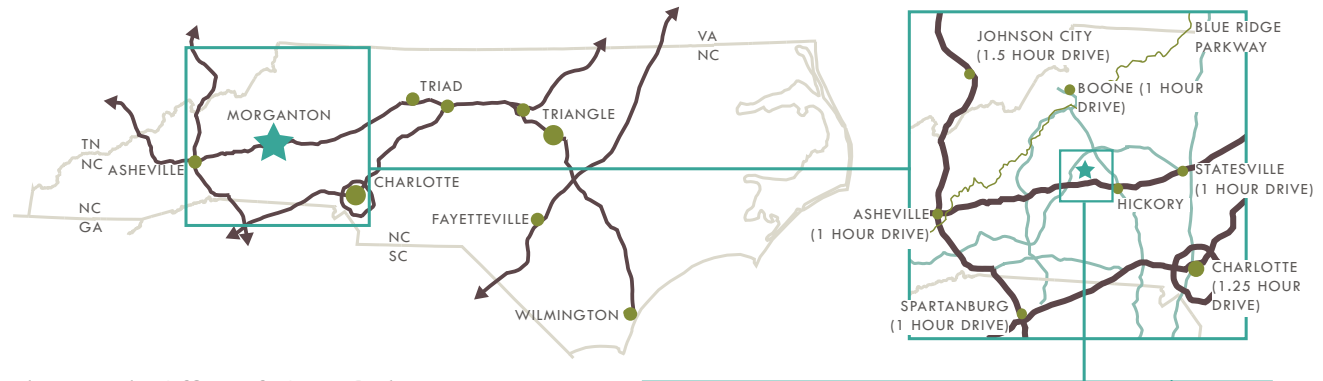 VA
NC
TRIAD
MORGANTON
TRIANGLE
TN
NC
ASHEVILLE
CHARLOTTE
NC
GA
FAYETTEVILLE
NC
SC
WILMINGTON
JOHNSON CITY
(1.5 HOUR DRIVE)
BLUE RIDGE
PARKWAY
BOONE (1 HOUR
DRIVE)
STATESVILLE
(1 HOUR DRIVE)
HICKORY
ASHEVILLE
(1 HOUR DRIVE)
CHARLOTTE
(1.25 HOUR
DRIVE)
SPARTANBURG
(1 HOUR DRIVE)